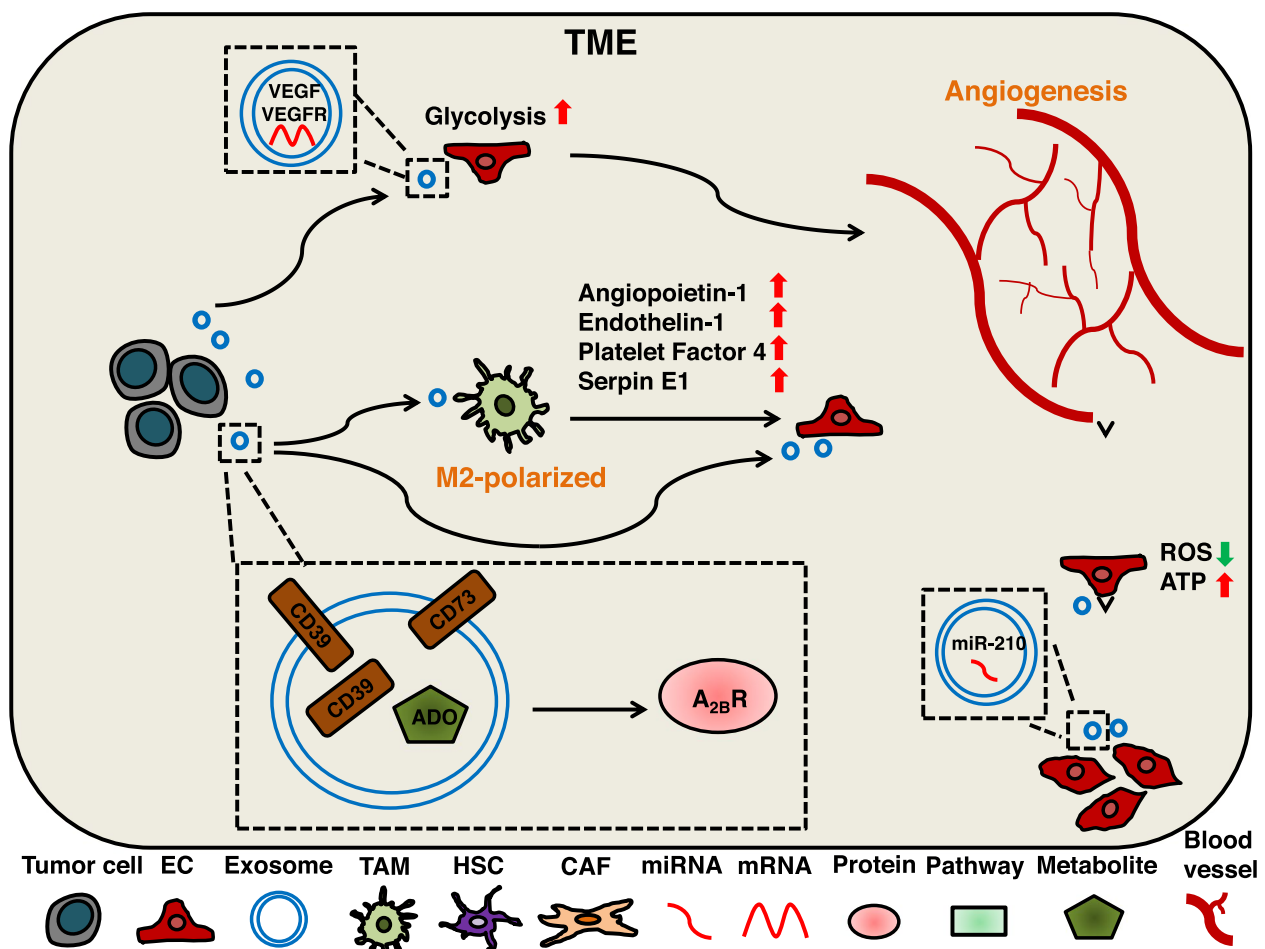 TME
VEGF
VEGFR
Glycolysis
Angiogenesis
Angiopoietin-1
Endothelin-1
Platelet Factor 4
Serpin E1
M2-polarized
CD39
CD73
CD39
ADO
A2BR
ROS
ATP
miR-210
Tumor cell EC Exosome TAM HSC CAF miRNA mRNA Protein Pathway Metabolite Blood
vessel